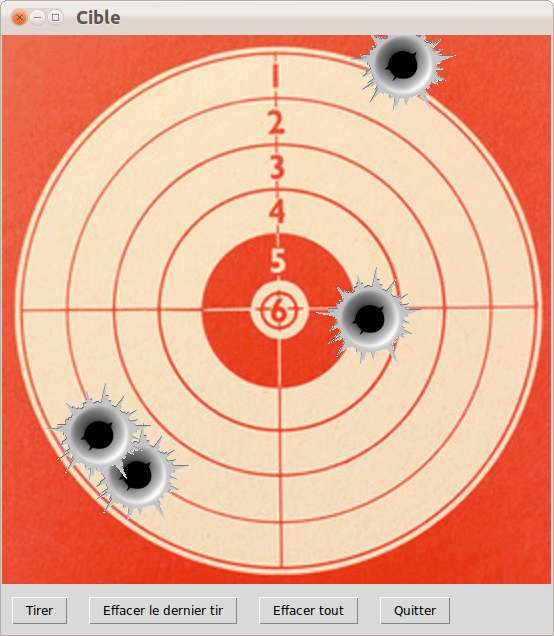 Cible
1
2
3
4
5
6
Tirer
Effacer le dernier tir
Effacer tout
Quitter